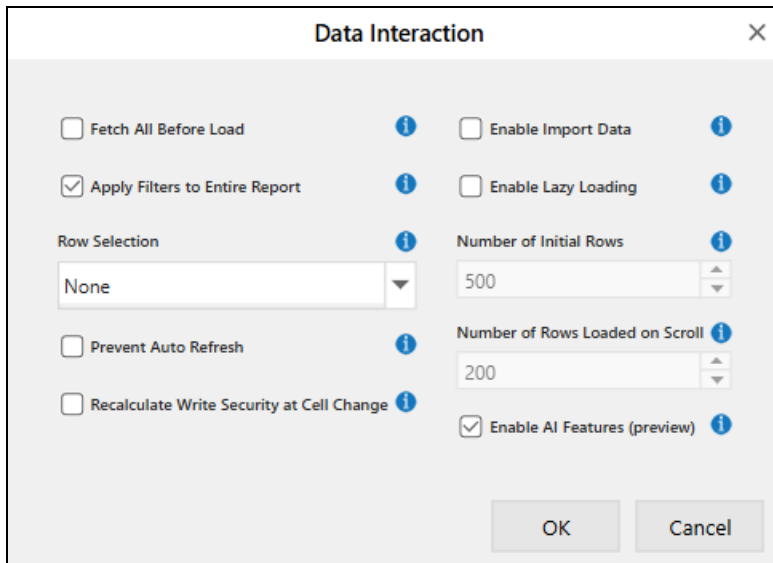 Data Interaction
Fetch All Before Load
Enable Import Data
Apply Filters to Entire Report
Enable Lazy Loading
Row Selection
Number of Initial Rows
None
500
Prevent Auto Refresh
Number of Rows Loaded on Scroll
200
Recalculate Write Security at Cell Change
Enable AI Features (preview)
OK
Cancel